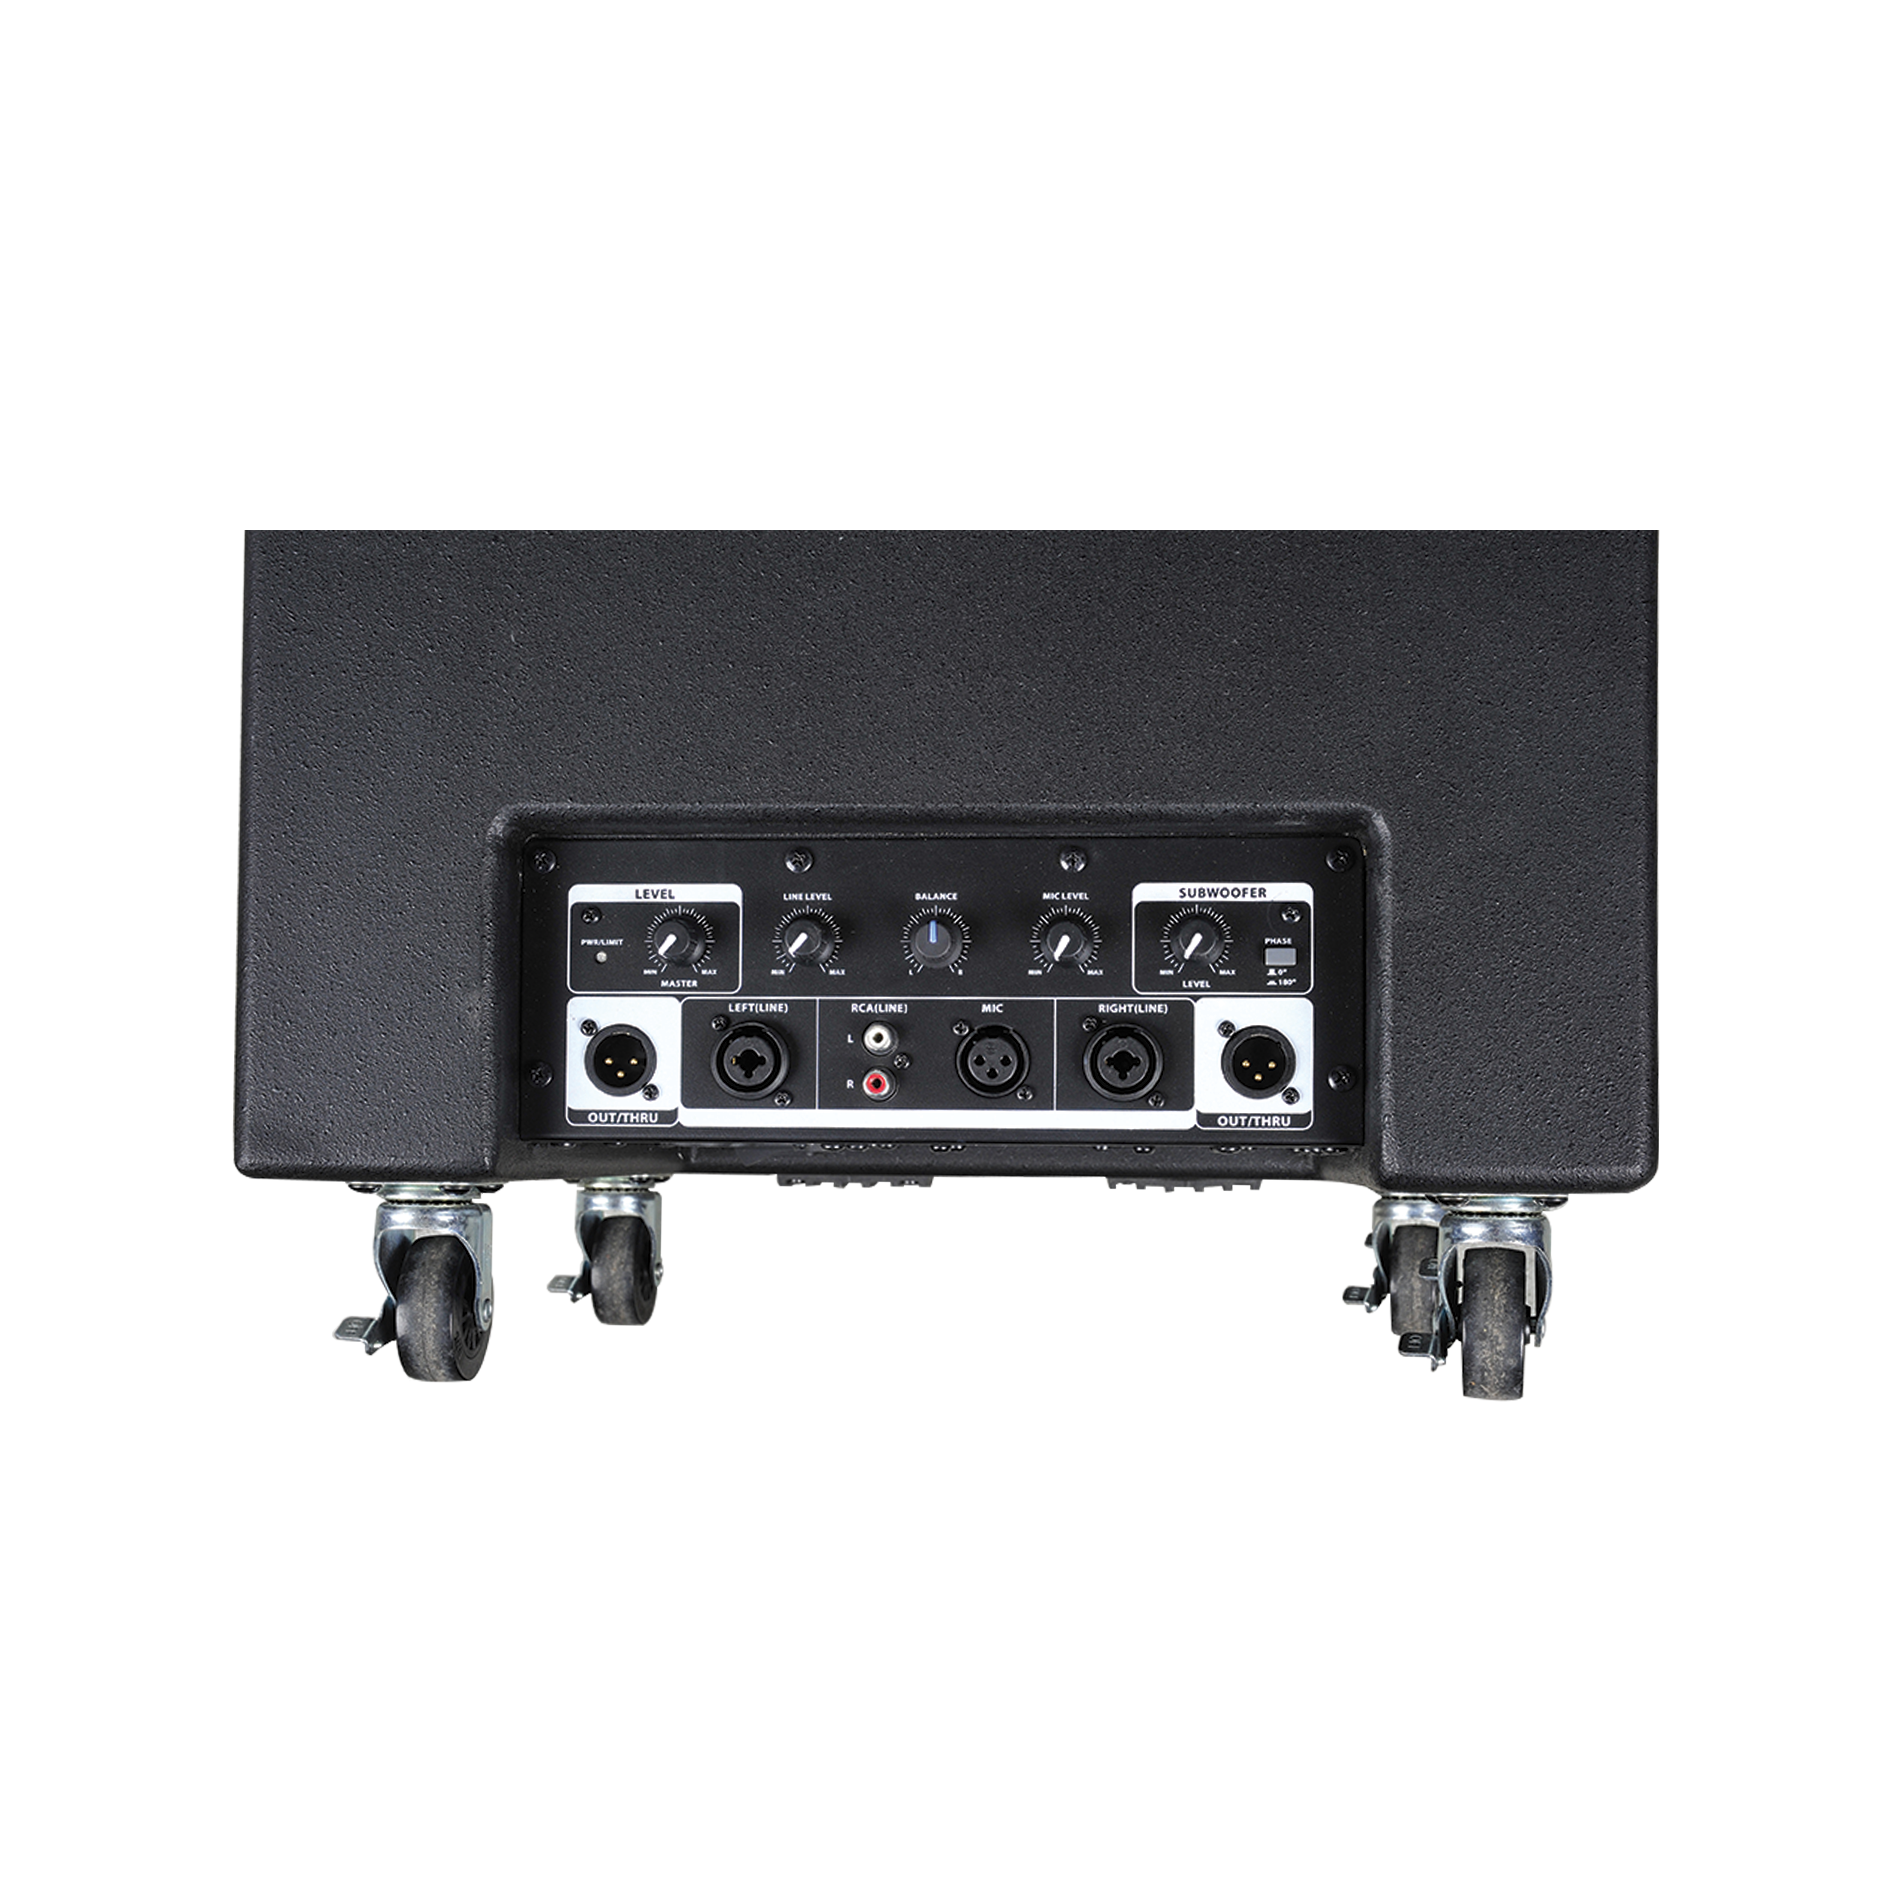 LEVEL
PWR/LIMIT
MIN MAX
MASTER
LINE LEVEL
MIN MAX
BALANCE
L R
MIC LEVEL
MIN MAX
SUBWOOFER
MIN MAX
LEVEL
PHASE
0°
180°
OUT/THRU
LEFT(LINE)
RCA(LINE)
L
R
MIC
RIGHT(LINE)
OUT/THRU